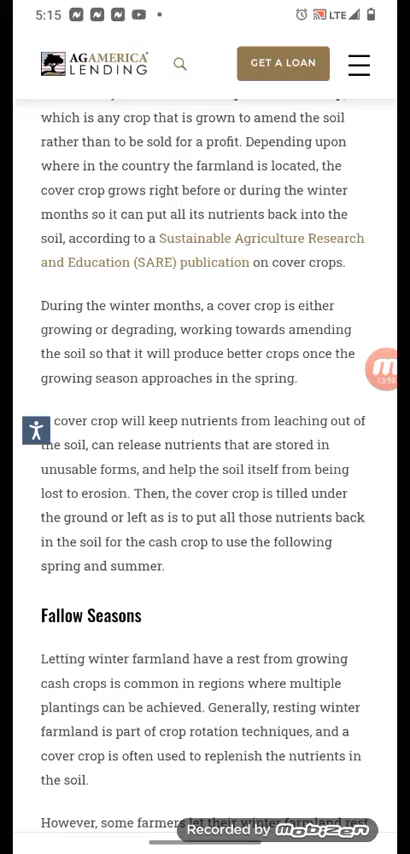 5:15
LTE
AGAMERICA
LENDING
GET A LOAN
which is any crop that is grown to amend the soil
rather than to be sold for a profit. Depending upon
where in the country the farmland is located, the
cover crop grows right before or during the winter
months so it can put all its nutrients back into the
soil, according to a Sustainable Agriculture Research
and Education (SARE) publication on cover crops.
During the winter months, a cover crop is either
growing or degrading, working towards amending
the soil so that it will produce better crops once the
growing season approaches in the spring.
cover crop will keep nutrients from leaching out of
the soil, can release nutrients that are stored in
unusable forms, and help the soil itself from being
lost to erosion. Then, the cover crop is tilled under
the ground or left as is to put all those nutrients back
in the soil for the cash crop to use the following
spring and summer.
Fallow Seasons
Letting winter farmland have a rest from growing
cash crops is common in regions where multiple
plantings can be achieved. Generally, resting winter
farmland is part of crop rotation techniques, and a
cover crop is often used to replenish the nutrients in
the soil.
However, some farmers let their winter farmland rest
Recorded by mobizen